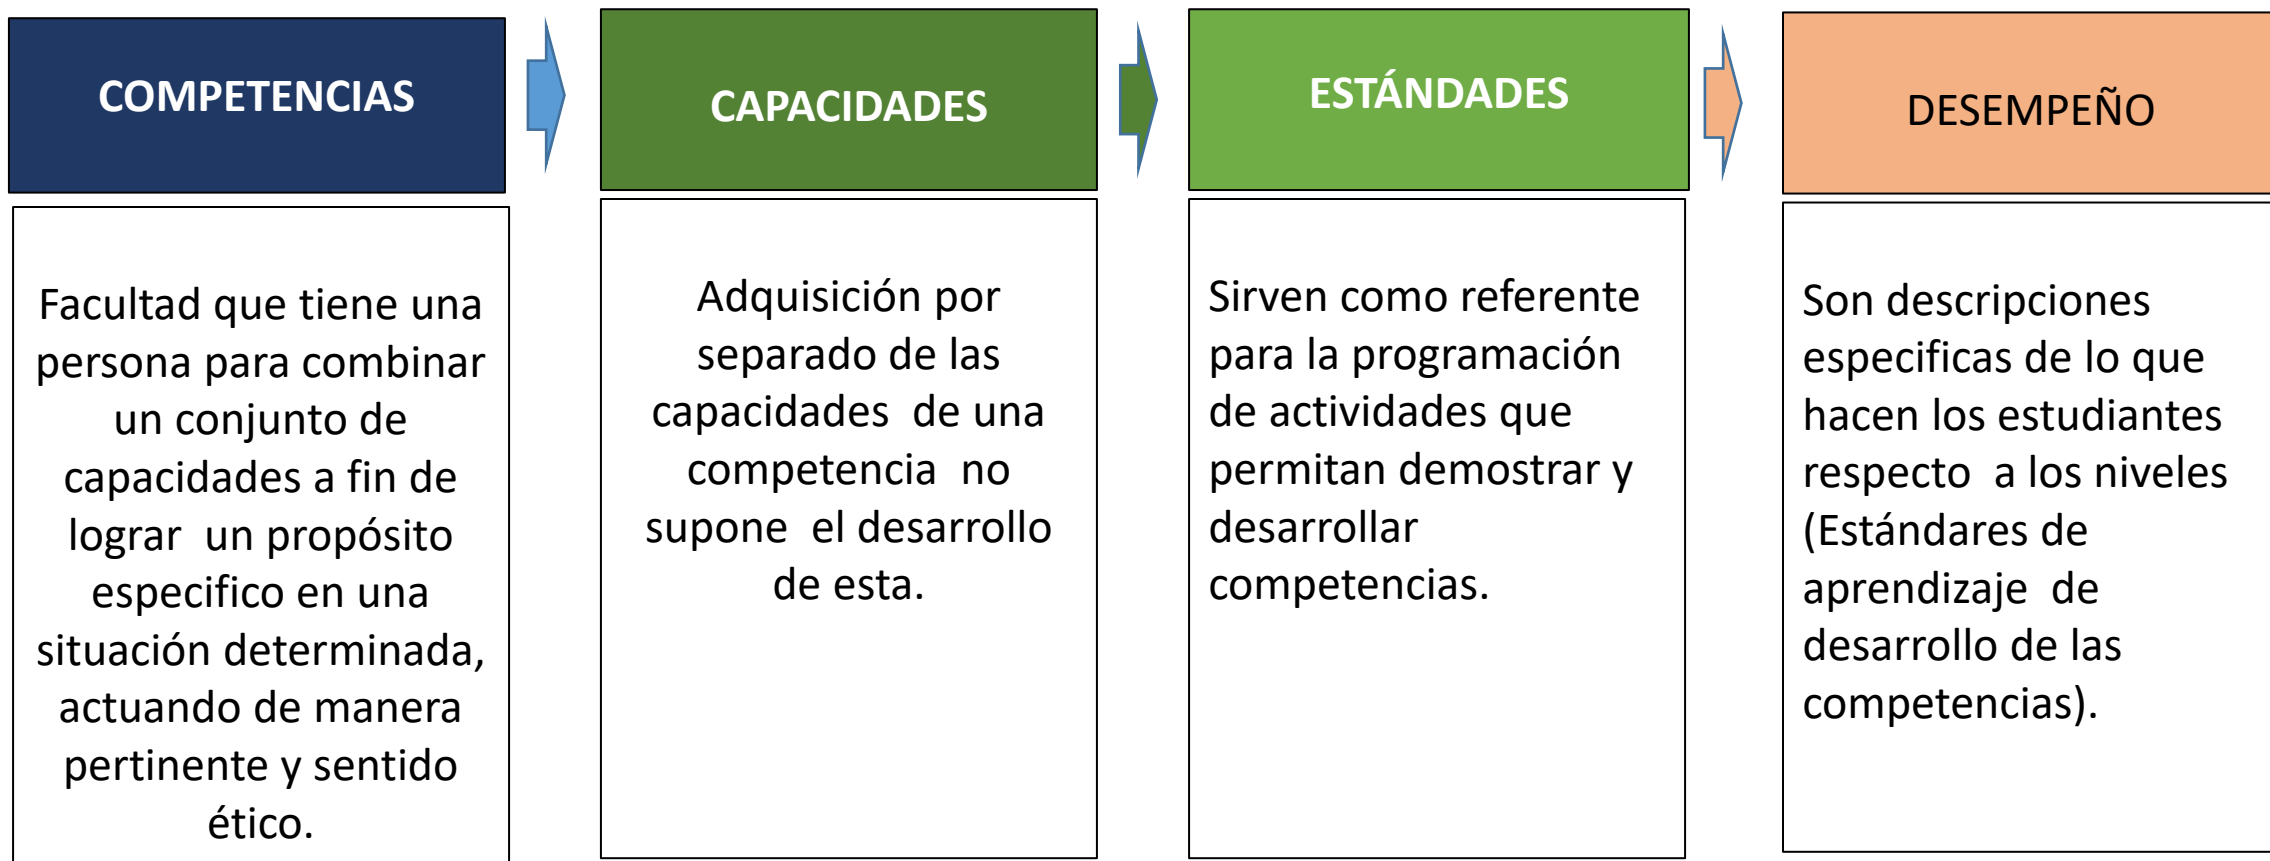 COMPETENCIAS
Facultad que tiene una
persona para combinar
un conjunto de
capacidades a fin de
lograr un propósito
especifico en una
situación determinada,
actuando de manera
pertinente y sentido
ético.
CAPACIDADES
Adquisición por
separado de las
capacidades de una
competencia no
supone el desarrollo
de esta.
ESTÁNDADES
Sirven como referente
para la programación
de actividades que
permitan demostrar y
desarrollar
competencias.
DESEMPEÑO
Son descripciones
especificas de lo que
hacen los estudiantes
respecto a los niveles
(Estándares de
aprendizaje de
desarrollo de las
competencias).